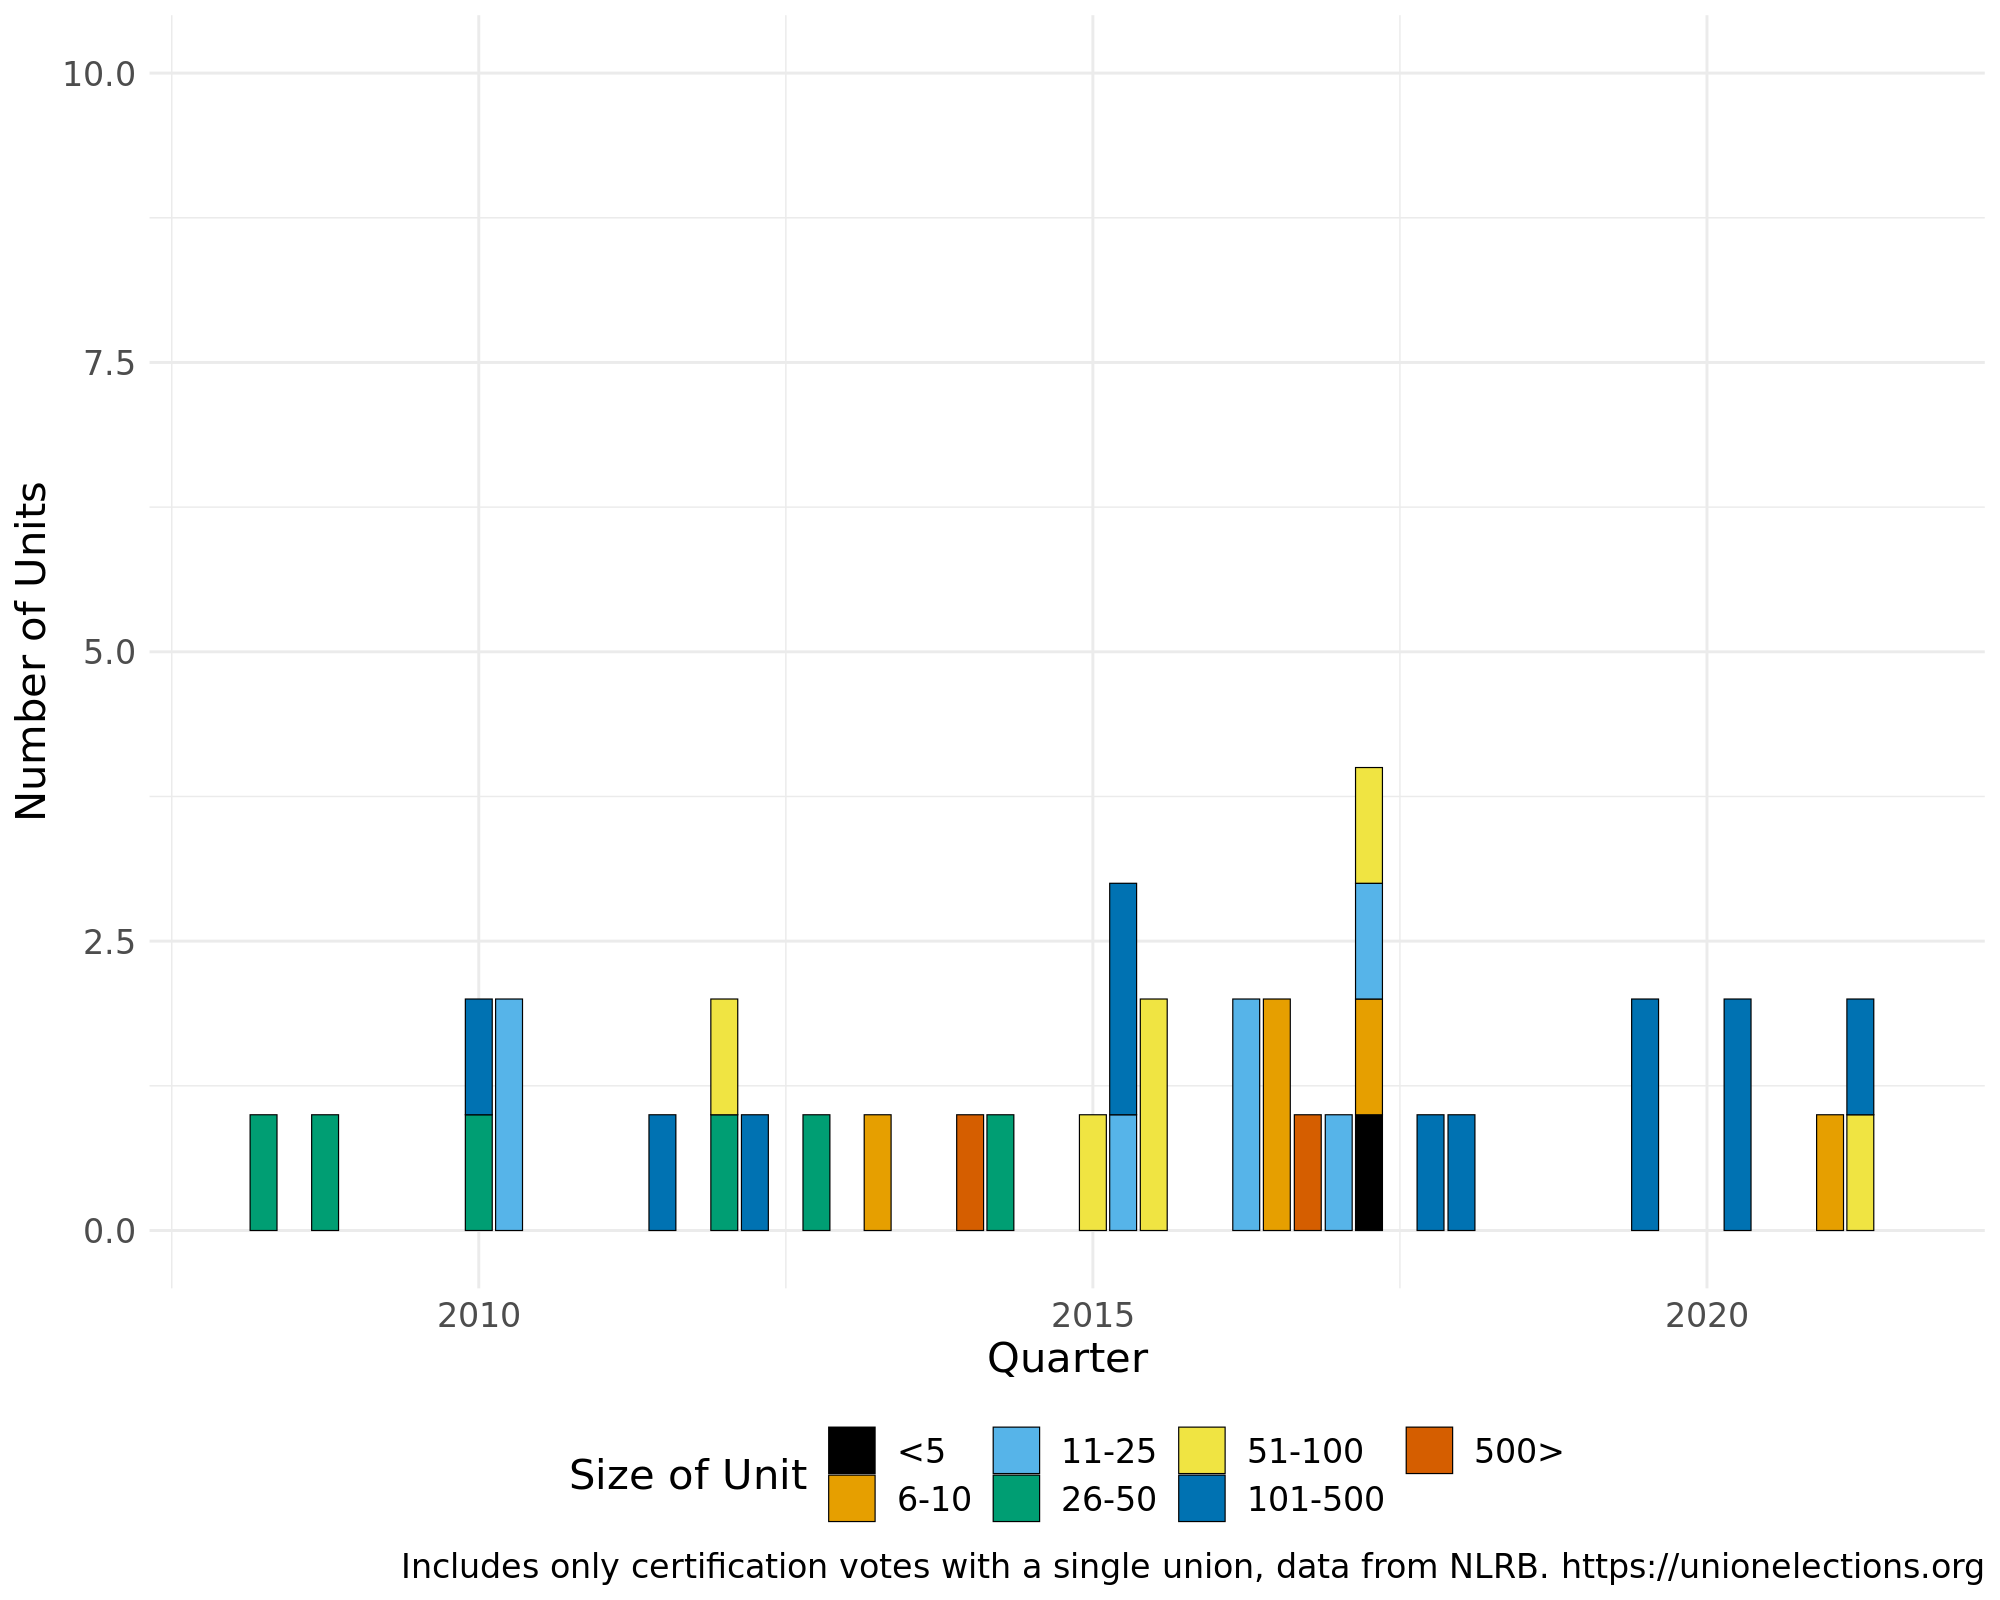 10.0
7.5
5.0
2.5
0.0
Number of Units
2010 2015 2020
Quarter
Size of Unit
<5 11-25 51-100 500>
6-10 26-50 101-500
Includes only certification votes with a single union, data from NLRB. https://unionelections.org